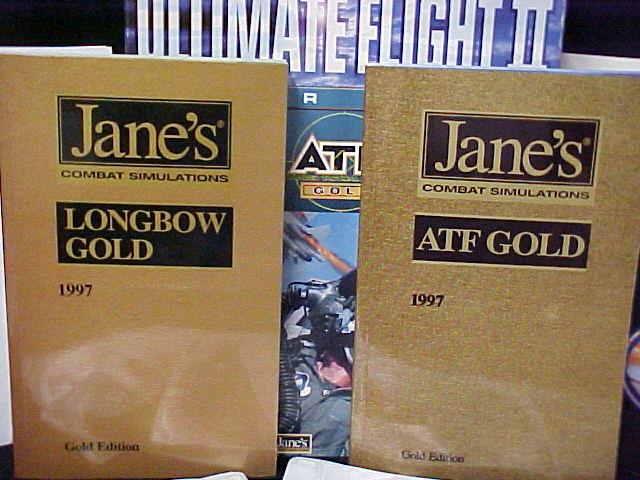 ULTIMATE FLIGHT II
Jane's®
COMBAT SIMULATIONS
LONGBOW
GOLD
1997
Gold Edition
R
ATF
GOL
Jane's
Jane's®
COMBAT SIMULATIONS
ATF GOLD
1997
Gold Edition